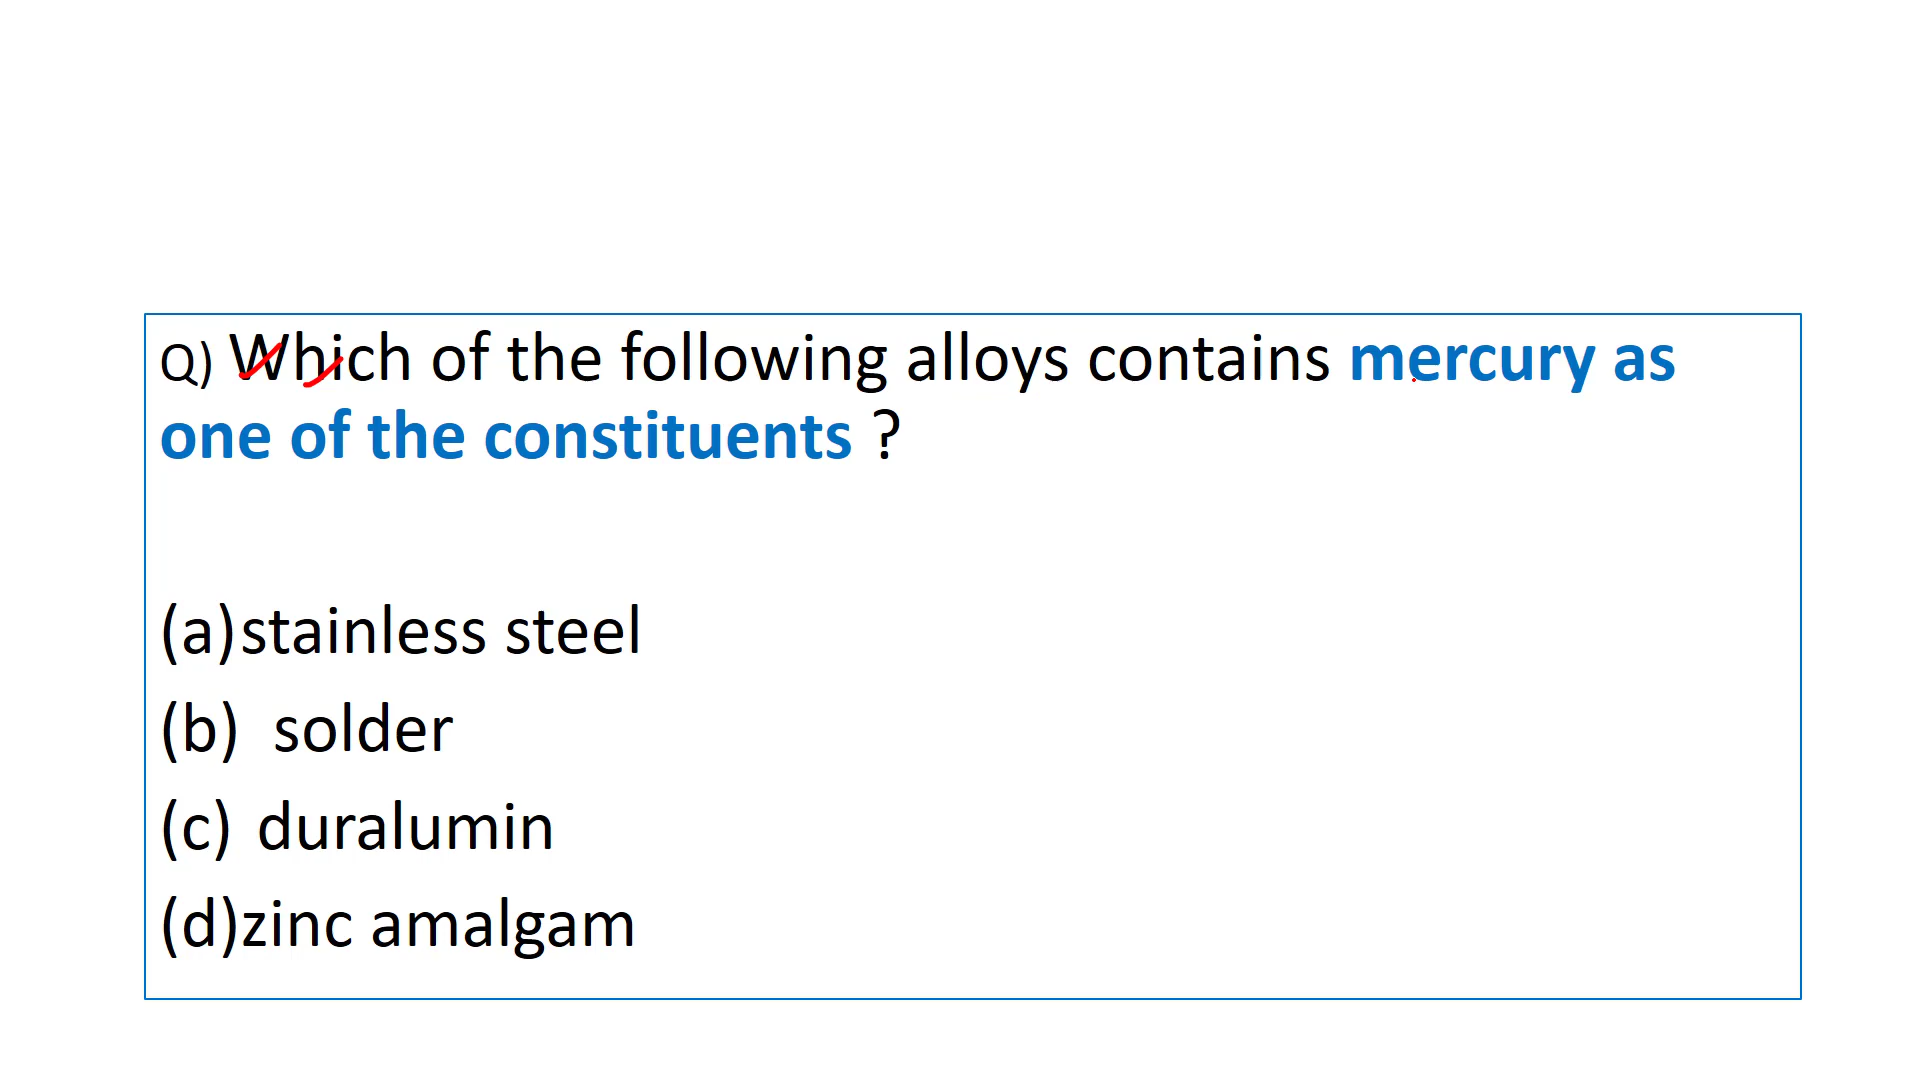 Q) Which of the following alloys contains mercury as
one of the constituents ?
(a)stainless steel
(b) solder
(c) duralumin
(d)zinc amalgam